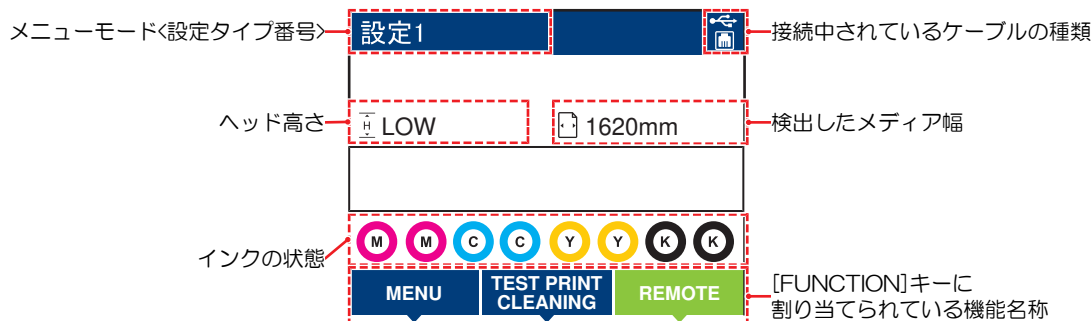 メニューモード<設定タイプ番号>
設定1
接続中されているケーブルの種類
ヘッド高さ
H LOW
1620mm
検出したメディア幅
インクの状態
M M C C Y Y K K
MENU
TEST PRINT
CLEANING
REMOTE
[FUNCTION]キーに
割り当てられている機能名称